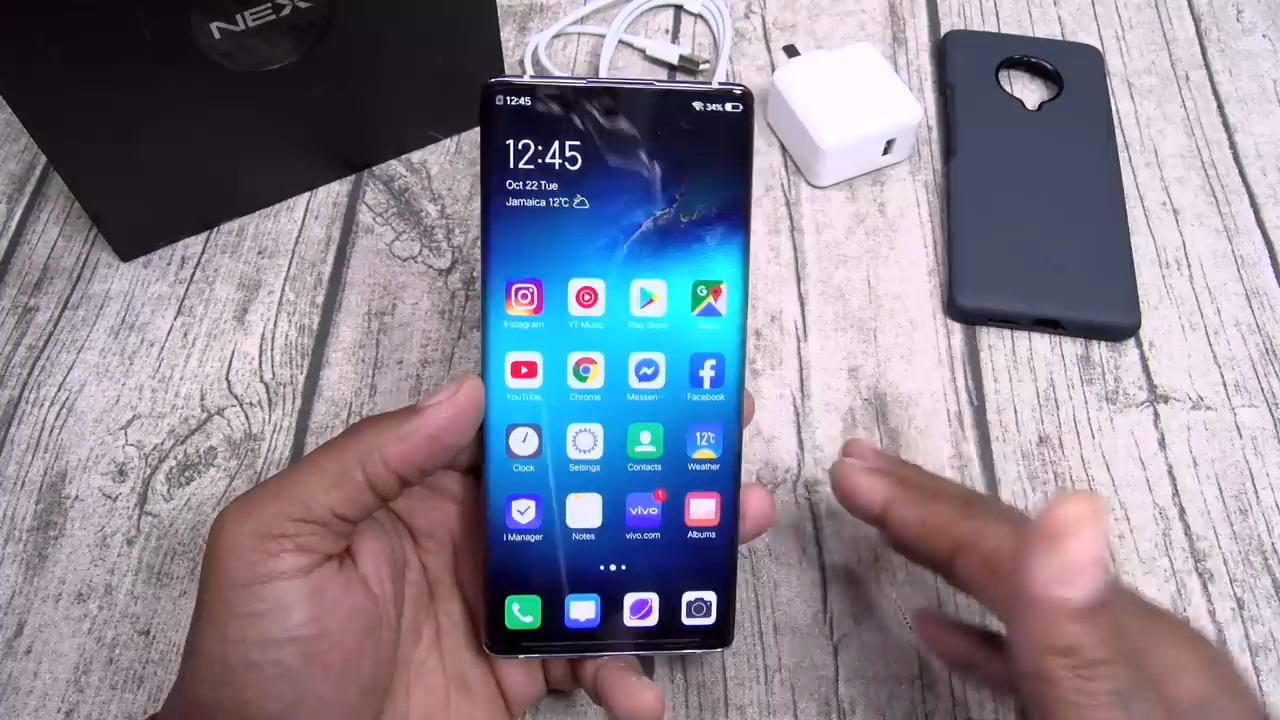 NEX
12:45
34%
12:45
Oct 22 Tue
Jamaica 12°C
Instagram
YT Music
Play Store
Maps
YouTube
Chrome
Messen···
Facebook
Clock
Settings
Contacts
12°C
Weather
I Manager
Notes
vivo
1
vivo.com
Albums